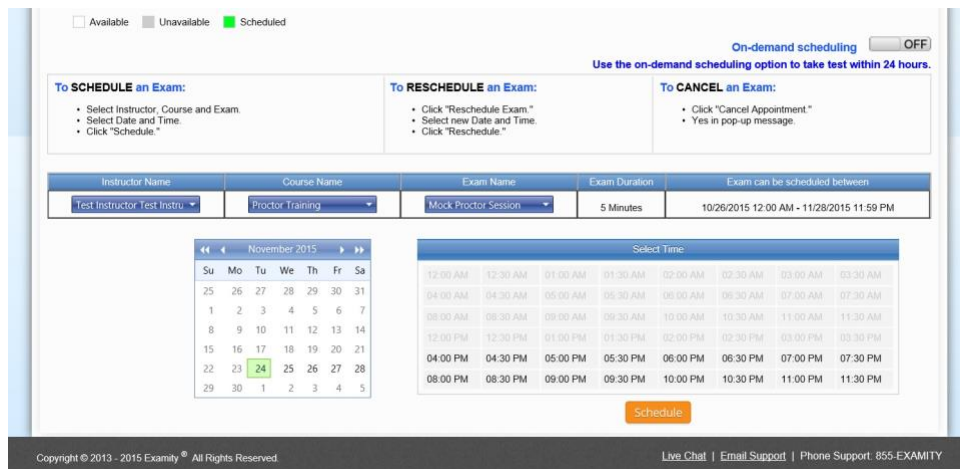 Available Unavailable Scheduled
On-demand scheduling OFF
Use the on-demand scheduling option to take test within 24 hours.
To SCHEDULE an Exam:
• Select Instructor, Course and Exam.
• Select Date and Time.
• Click "Schedule."
To RESCHEDULE an Exam:
• Click "Reschedule Exam."
• Select new Date and Time.
• Click "Reschedule."
To CANCEL an Exam:
• Click "Cancel Appointment."
• Yes in pop-up message.
Instructor Name Course Name Exam Name Exam Duration Exam can be scheduled between
Test Instructor Test Instru Proctor Training Mock Proctor Session 5 Minutes 10/26/2015 12:00 AM - 11/28/2015 11:59 PM
November 2015
Su Mo Tu We Th Fr Sa
25 26 27 28 29 30 31
1 2 3 4 5 6 7
8 9 10 11 12 13 14
15 16 17 18 19 20 21
22 23 24 25 26 27 28
29 30 1 2 3 4 5
Select Time
12:00 AM 12:30 AM 01:00 AM 01:30 AM 02:00 AM 02:30 AM 03:00 AM 03:30 AM
04:00 AM 04:30 AM 05:00 AM 05:30 AM 06:00 AM 06:30 AM 07:00 AM 07:30 AM
08:00 AM 08:30 AM 09:00 AM 09:30 AM 10:00 AM 10:30 AM 11:00 AM 11:30 AM
12:00 PM 12:30 PM 01:00 PM 01:30 PM 02:00 PM 02:30 PM 03:00 PM 03:30 PM
04:00 PM 04:30 PM 05:00 PM 05:30 PM 06:00 PM 06:30 PM 07:00 PM 07:30 PM
08:00 PM 08:30 PM 09:00 PM 09:30 PM 10:00 PM 10:30 PM 11:00 PM 11:30 PM
Schedule
Copyright © 2013 - 2015 Examity ® All Rights Reserved. Live Chat | Email Support | Phone Support: 855-EXAMITY